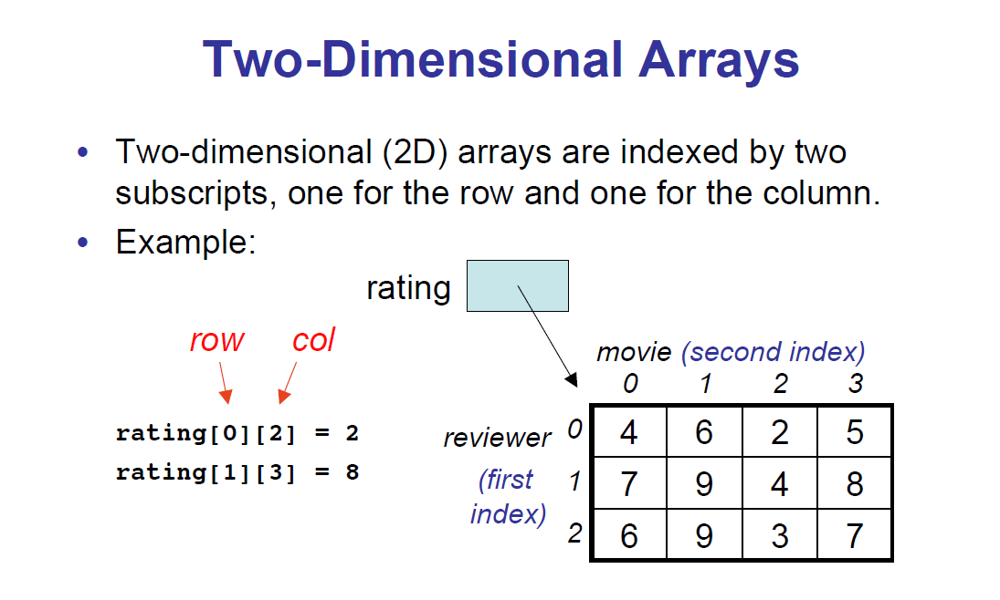 Two-Dimensional Arrays
• Two-dimensional (2D) arrays are indexed by two
subscripts, one for the row and one for the column.
• Example:
rating
row col
rating[0][2] = 2
rating[1][3] = 8
movie (second index)
0 1 2 3
reviewer
(first
index)
0 4 6 2 5
1 7 9 4 8
2 6 9 3 7